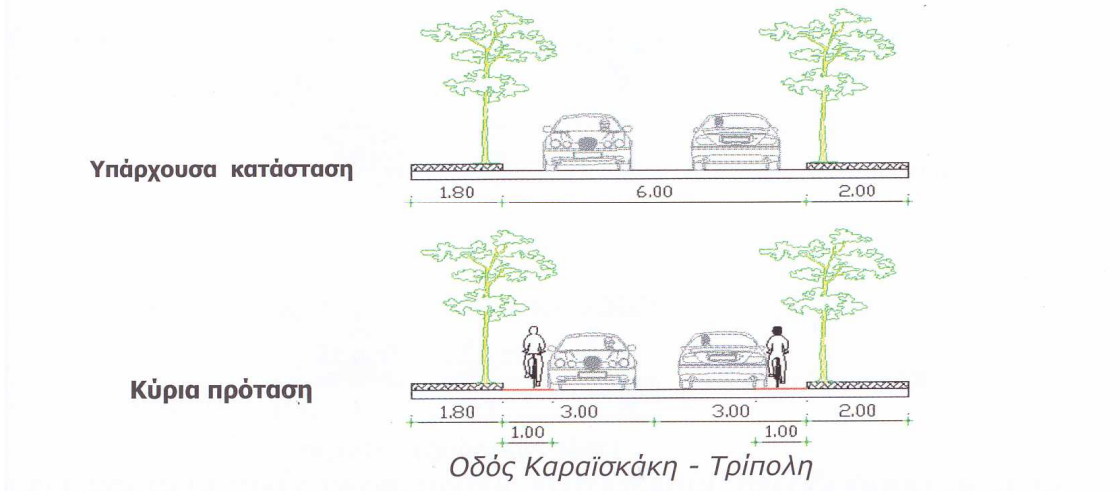 Υπάρχουσα κατάσταση
1.80 6.00 2.00
Κύρια πρόταση
1.80 3.00 3.00 2.00
1.00 1.00
Οδός Καραϊσκάκη - Τρίπολη